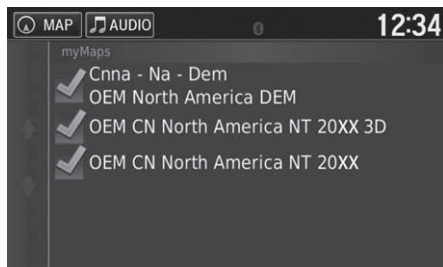 MAP AUDIO 12:34
myMaps
Cnna - Na - Dem
OEM North America DEM
OEM CN North America NT 20XX 3D
OEM CN North America NT 20XX